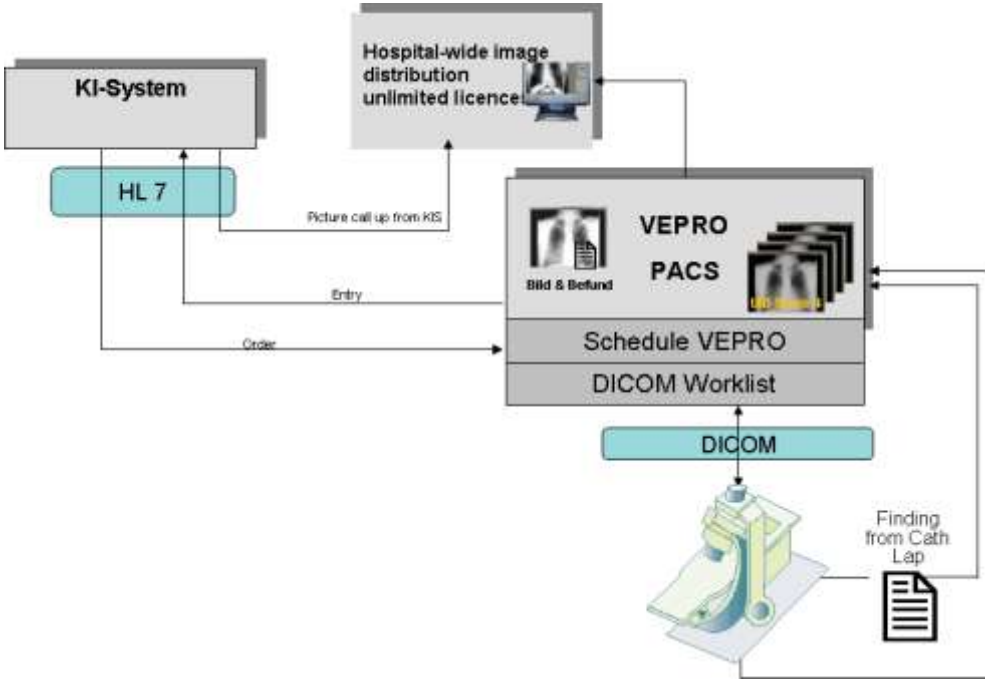 Hospital-wide image
distribution
unlimited licences
KI-System
HL 7
Picture call up from KIS
VEPRO
PACS
Bild & Befund
Entry
Schedule VEPRO
Order
DICOM Worklist
DICOM
Finding
from Cath
Lap